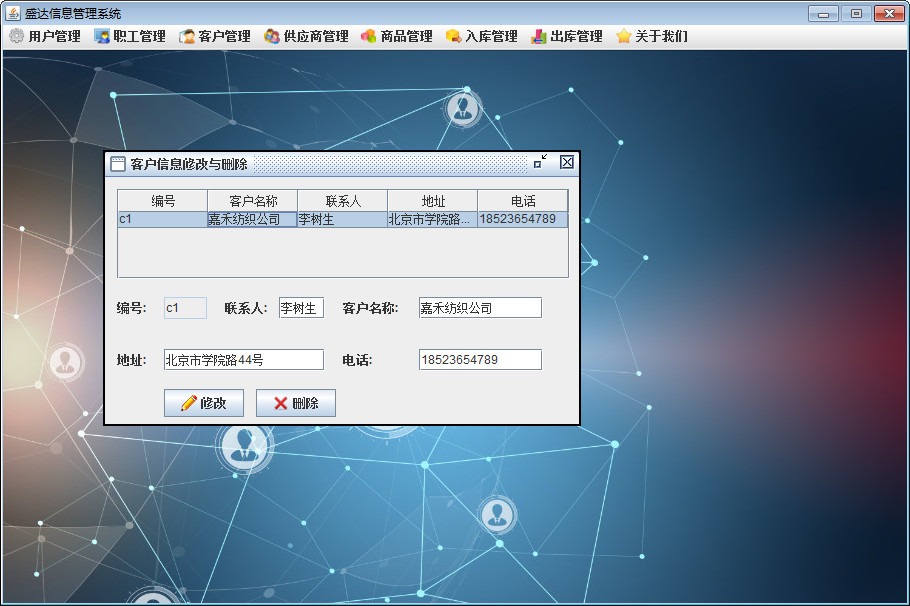 盛达信息管理系统
用户管理 职工管理 客户管理 供应商管理 商品管理 入库管理 出库管理 关于我们
客户信息修改与删除
编号 客户名称 联系人 地址 电话
c1 嘉禾纺织公司 李树生 北京市学院路... 18523654789
编号: c1 联系人: 李树生 客户名称: 嘉禾纺织公司
地址: 北京市学院路44号 电话: 18523654789
修改 删除